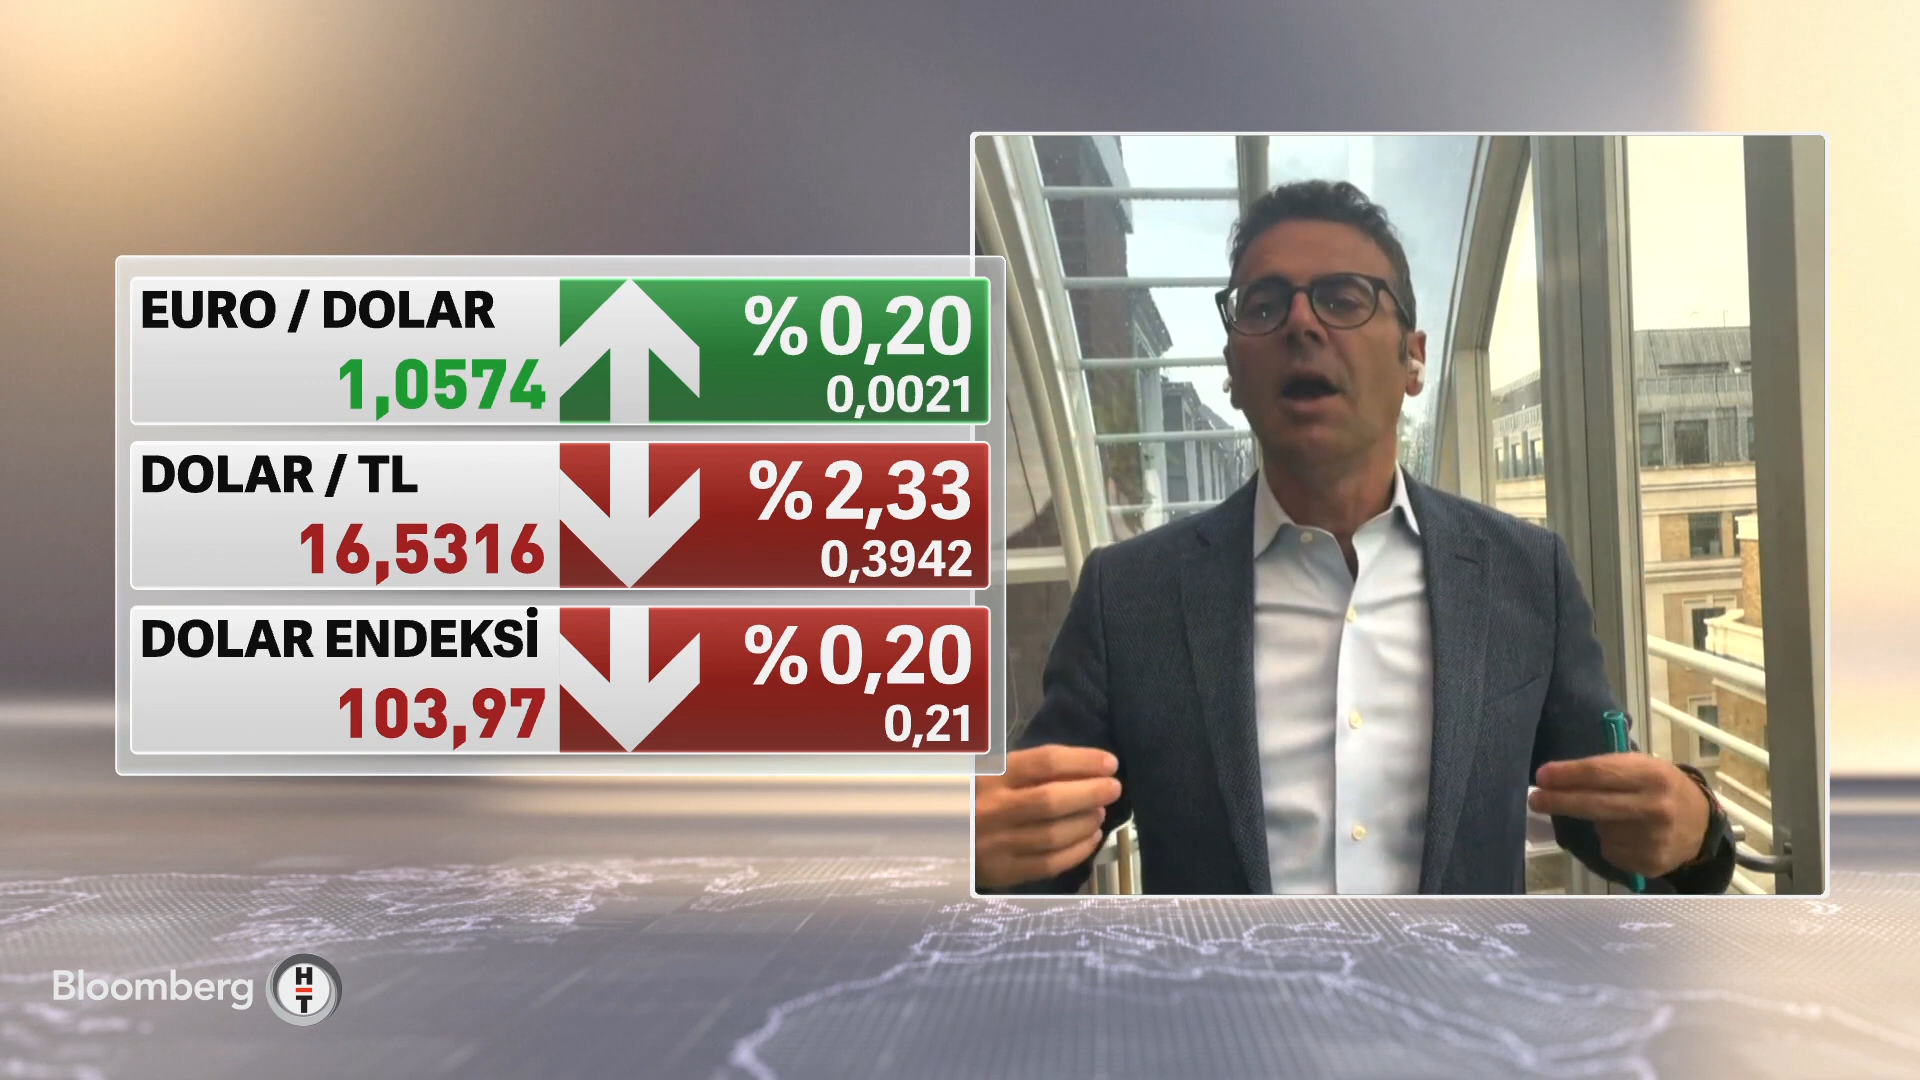 EURO / DOLAR
1,0574
%0,20
0,0021
DOLAR / TL
16,5316
%2,33
0,3942
DOLAR ENDEKSİ
103,97
%0,20
0,21
Bloomberg HT